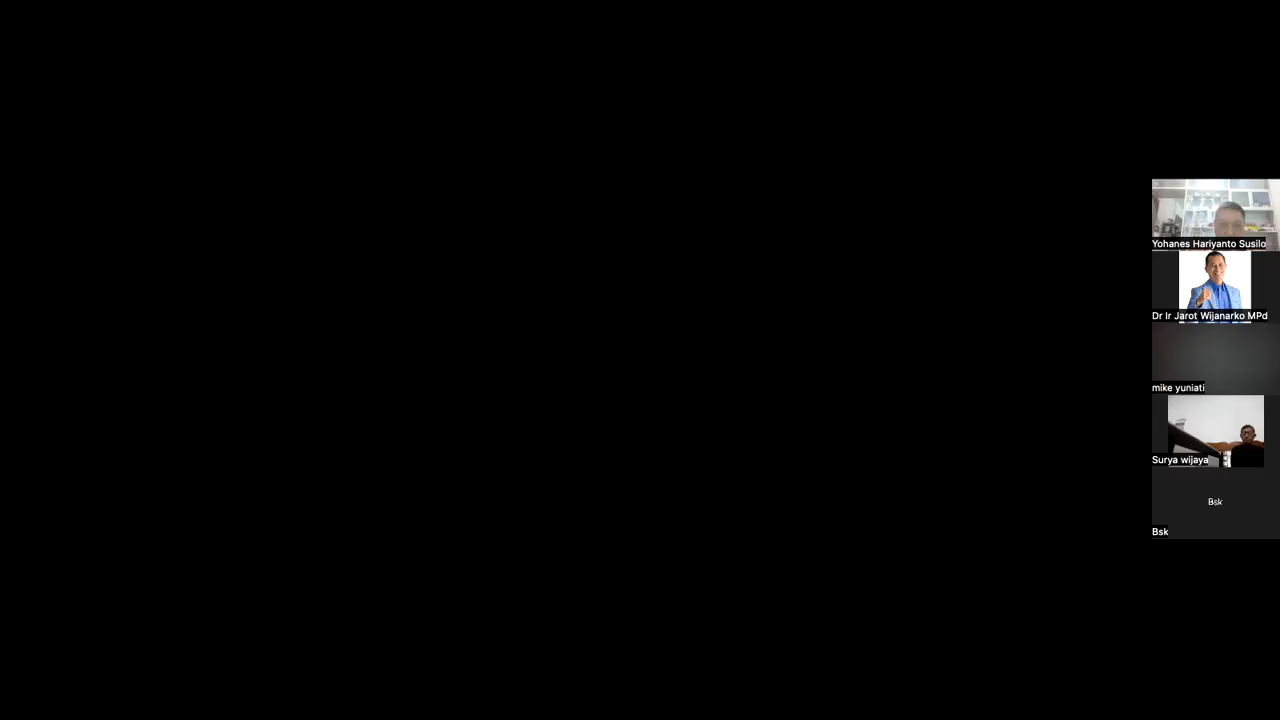 Yohanes Hariyanto Susilo
Dr Ir Jarot Wijanarko MPd
mike yuniati
Surya wijaya
Bsk
Bsk